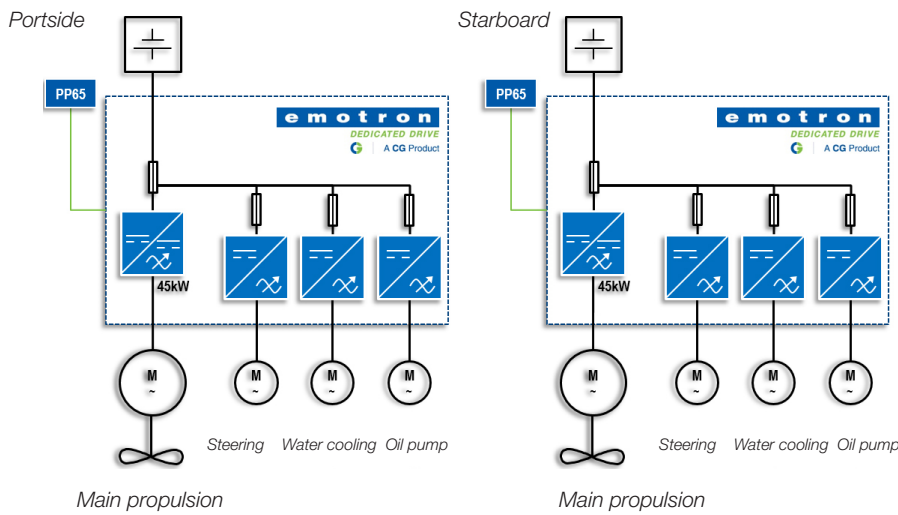 Portside
PP65
emotron
DEDICATED DRIVE
A CG Product
45kW
M
~
M
~
M
~
M
~
Steering Water cooling Oil pump
Main propulsion
Starboard
PP65
emotron
DEDICATED DRIVE
A CG Product
45kW
M
~
M
~
M
~
M
~
Steering Water cooling Oil pump
Main propulsion